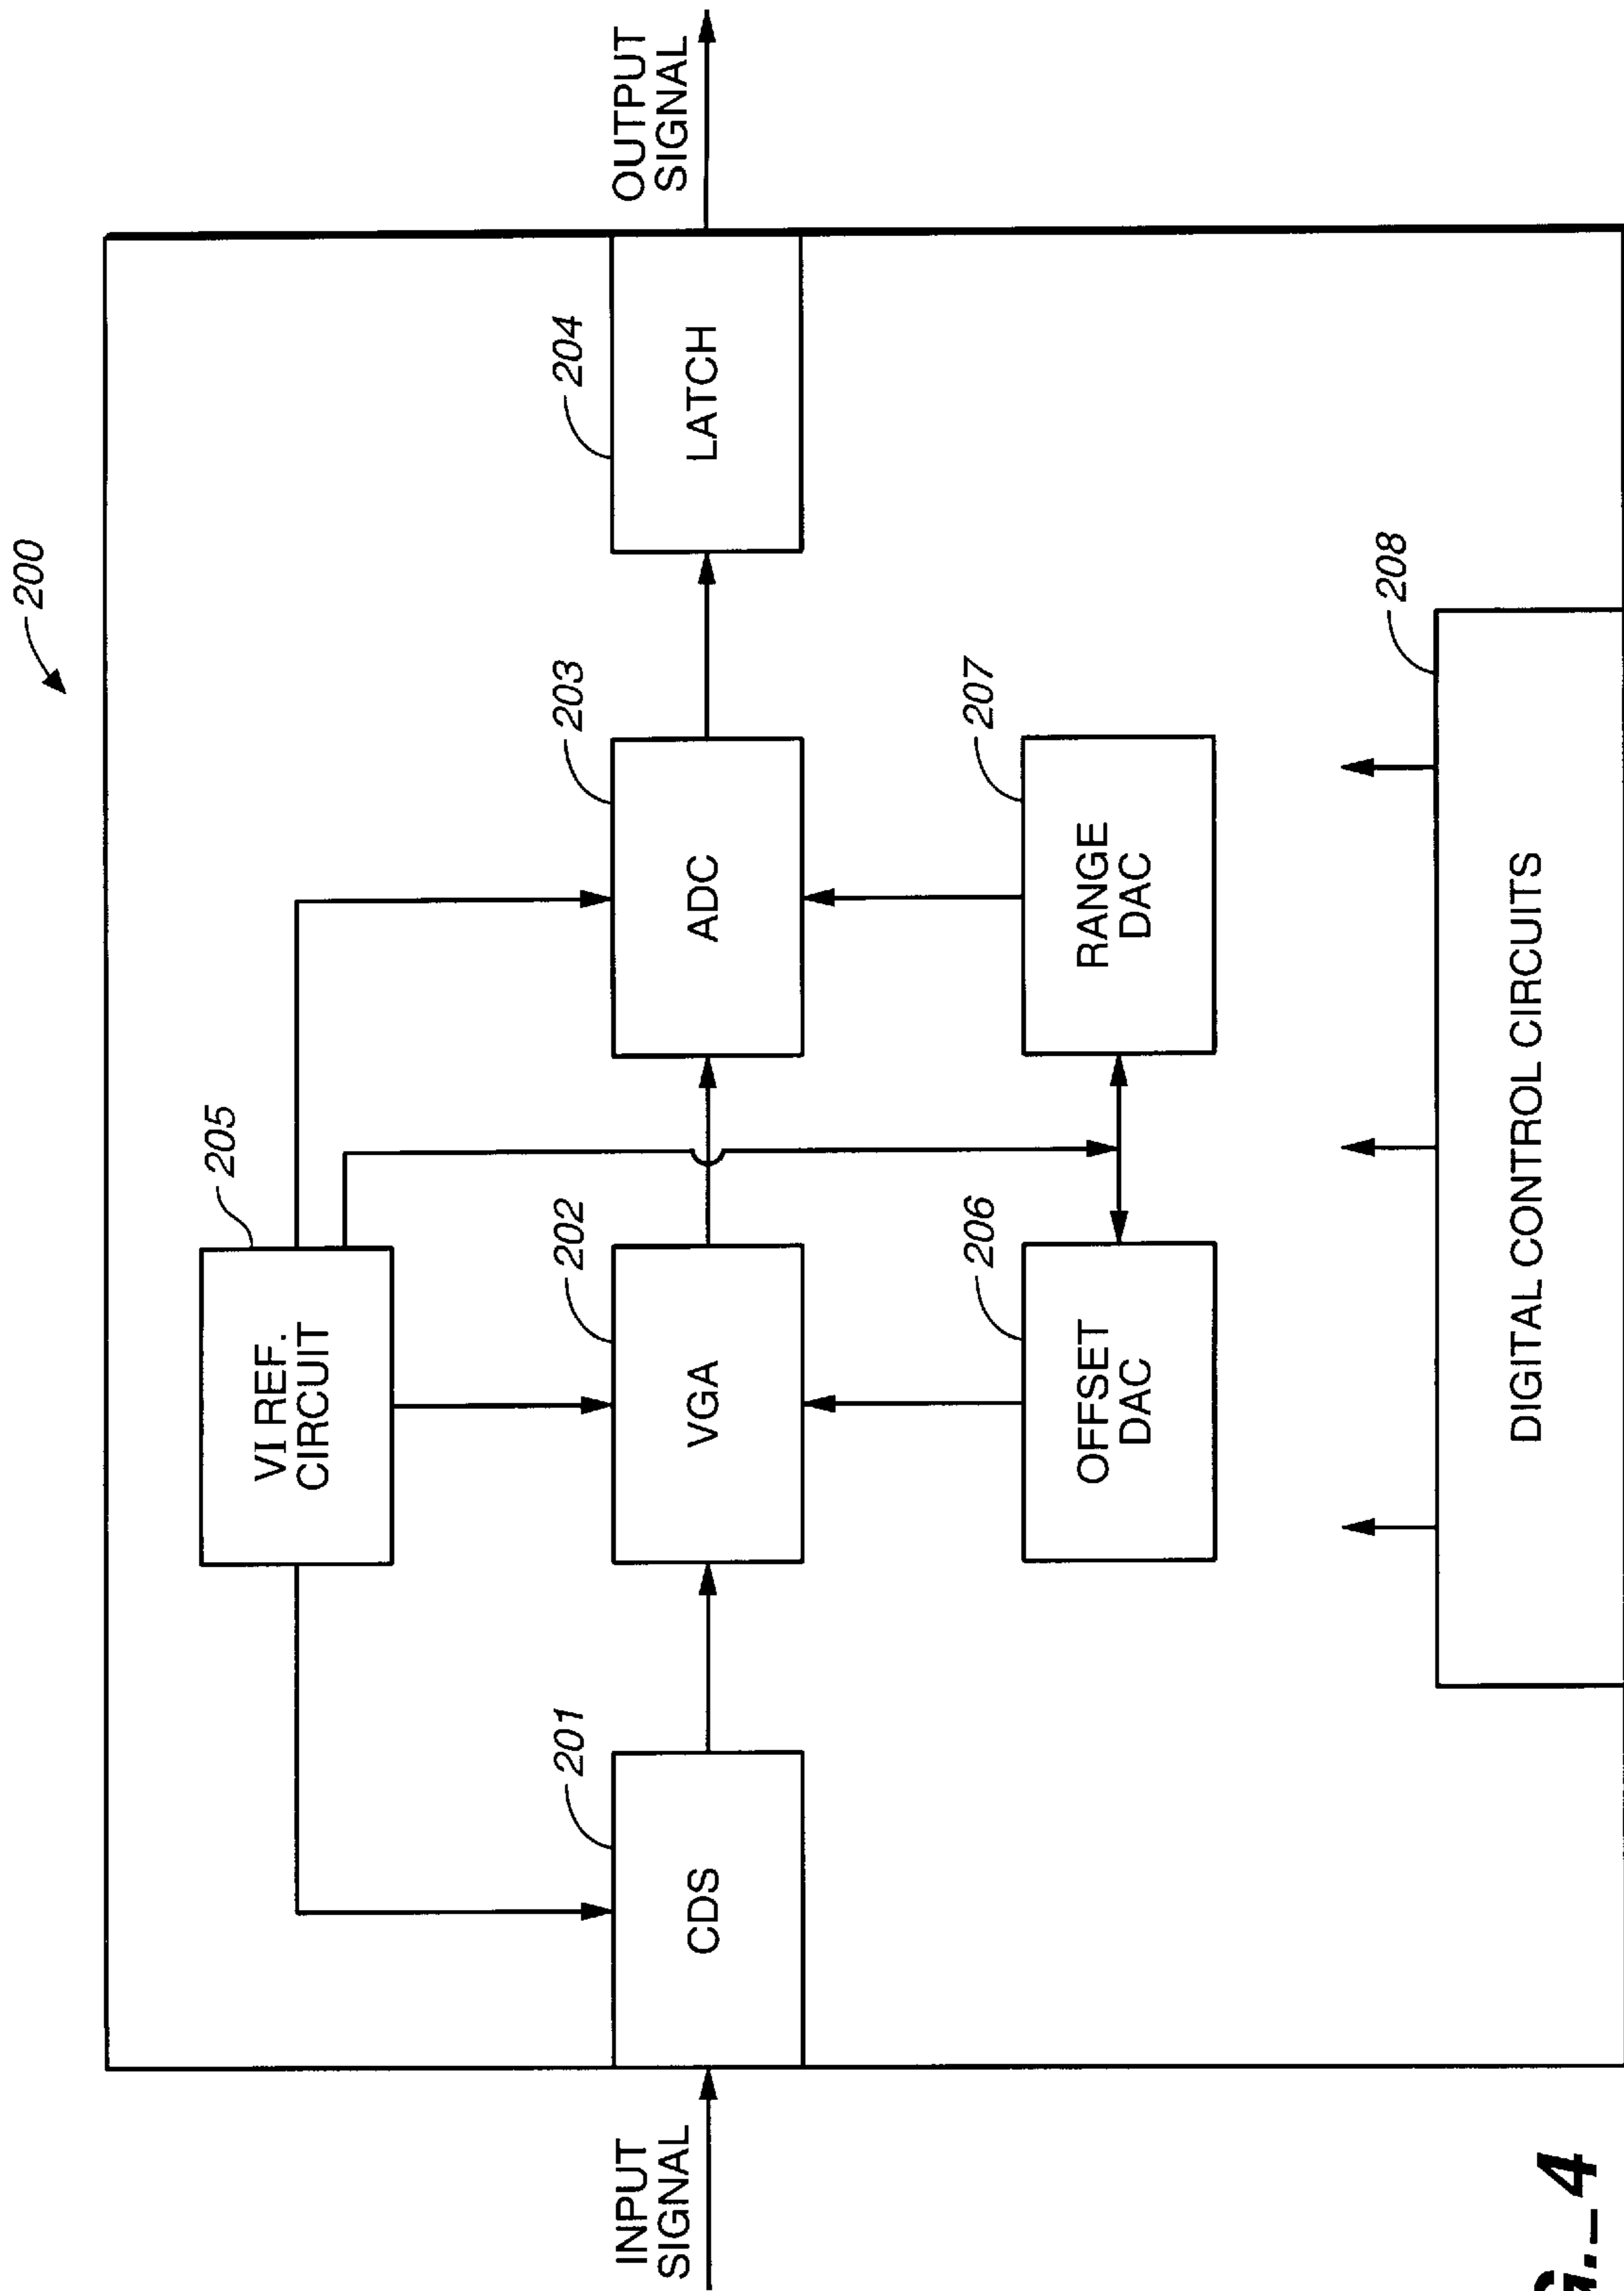 200
VI REF.
CIRCUIT
205
INPUT
SIGNAL
CDS
201
VGA
202
ADC
203
LATCH
204
OUTPUT
SIGNAL
OFFSET
DAC
206
RANGE
DAC
207
DIGITAL CONTROL CIRCUITS
208
G._4